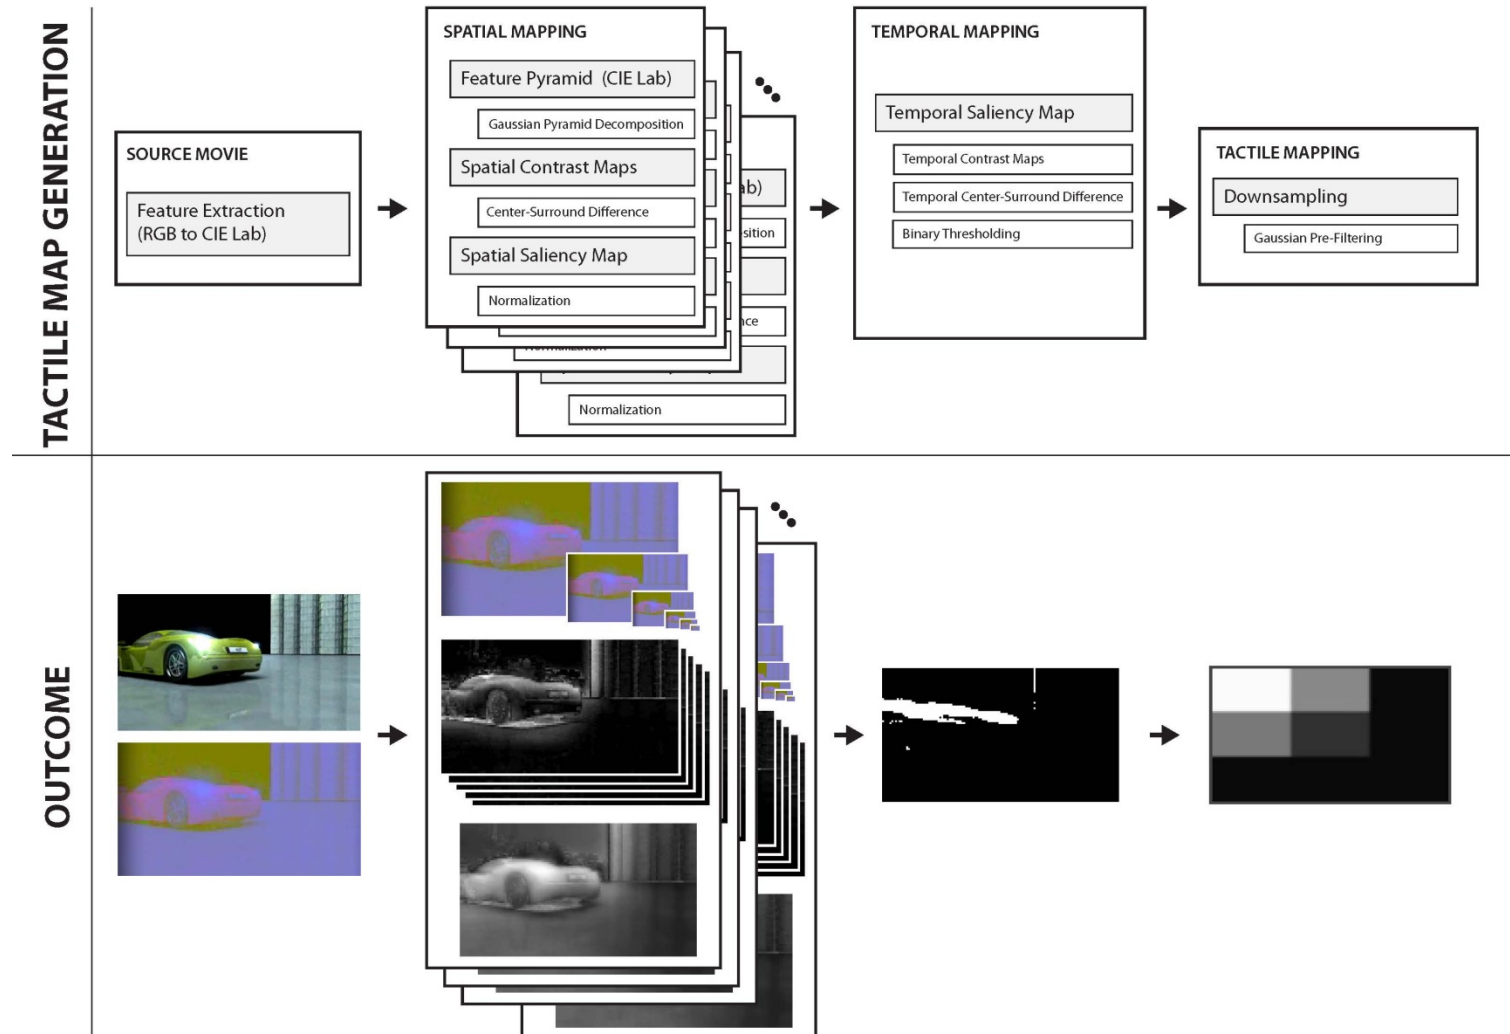 TACTILE MAP GENERATION
SOURCE MOVIE
Feature Extraction
(RGB to CIE Lab)
SPATIAL MAPPING
Feature Pyramid (CIE Lab)
Gaussian Pyramid Decomposition
Spatial Contrast Maps
Center-Surround Difference
Spatial Saliency Map
Normalization
ab)
osition
nce
Normalization
Normalization
TEMPORAL MAPPING
Temporal Saliency Map
Temporal Contrast Maps
Temporal Center-Surround Difference
Binary Thresholding
TACTILE MAPPING
Downsampling
Gaussian Pre-Filtering
OUTCOME